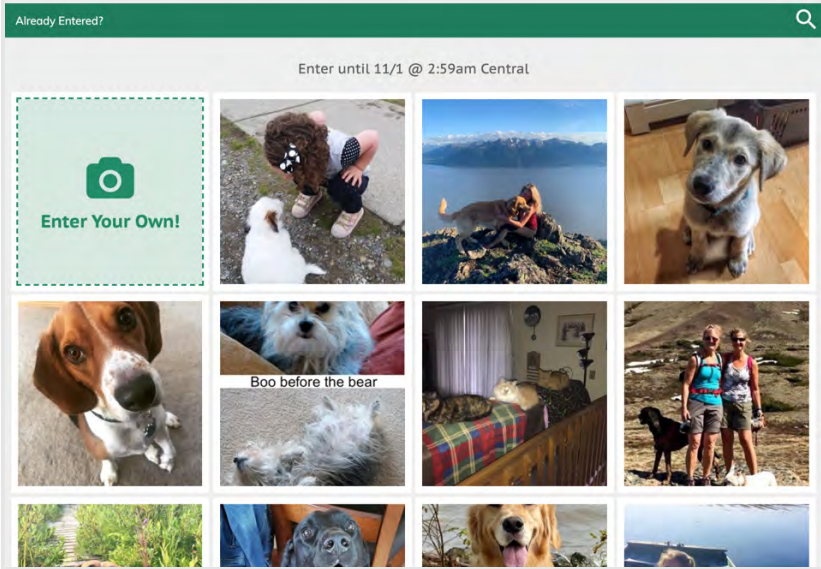 Already Entered?
Enter until 11/1 @ 2:59am Central
Enter Your Own!
Boo before the bear